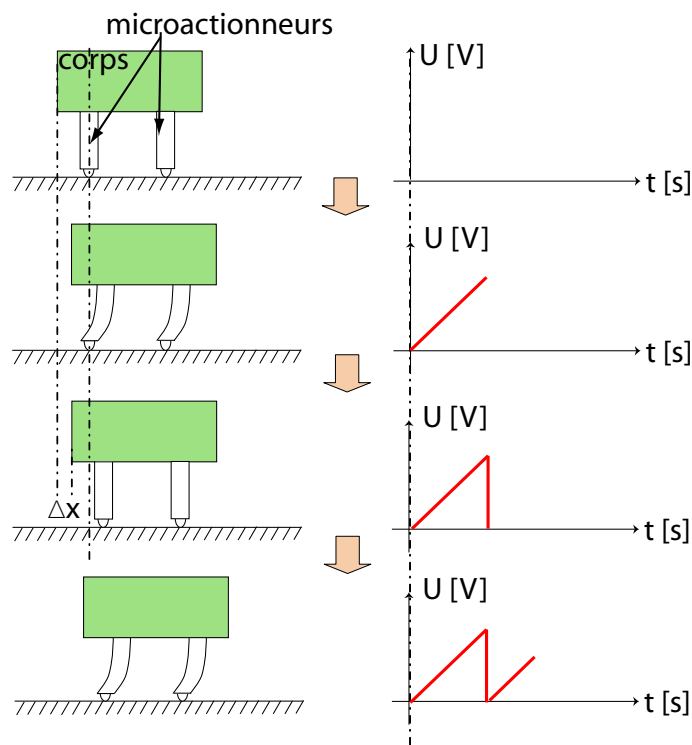 microactionneurs
corps
U [V]
t [s]
U [V]
t [s]
U [V]
Δx
t [s]
U [V]
t [s]